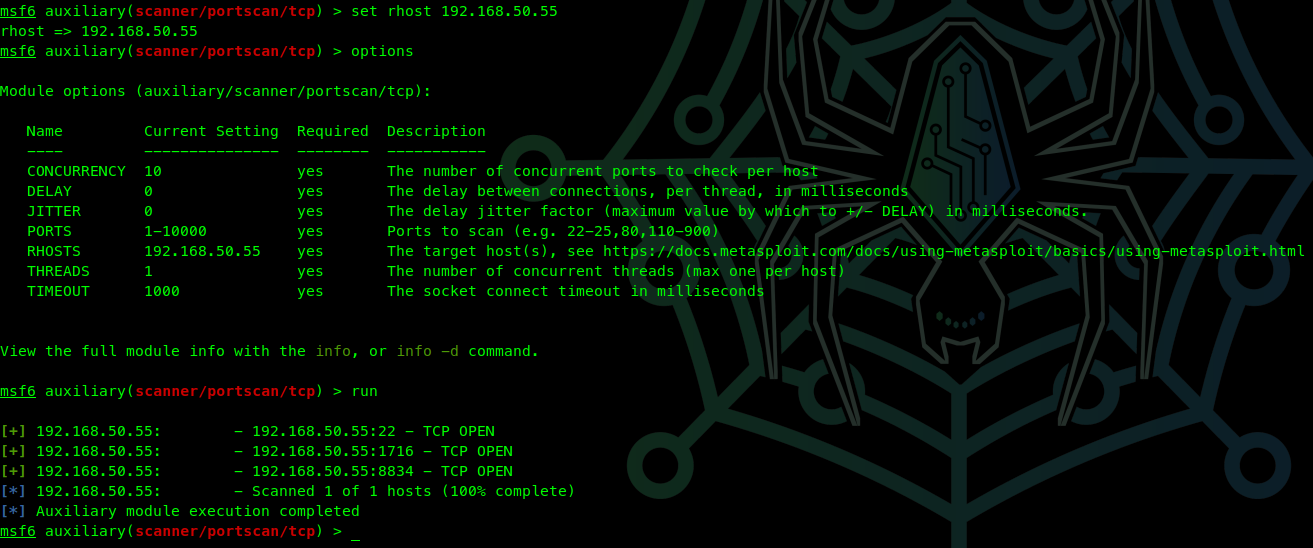 msf6 auxiliary(scanner/portscan/tcp) > set rhost 192.168.50.55
rhost => 192.168.50.55
msf6 auxiliary(scanner/portscan/tcp) > options
Module options (auxiliary/scanner/portscan/tcp):
Name Current Setting Required Description
---- --------------- -------- -----------
CONCURRENCY 10 yes The number of concurrent ports to check per host
DELAY 0 yes The delay between connections, per thread, in milliseconds
JITTER 0 yes The delay jitter factor (maximum value by which to +/- DELAY) in milliseconds.
PORTS 1-10000 yes Ports to scan (e.g. 22-25,80,110-900)
RHOSTS 192.168.50.55 yes The target host(s), see https://docs.metasploit.com/docs/using-metasploit/basics/using-metasploit.html
THREADS 1 yes The number of concurrent threads (max one per host)
TIMEOUT 1000 yes The socket connect timeout in milliseconds
View the full module info with the info, or info -d command.
msf6 auxiliary(scanner/portscan/tcp) > run
[+] 192.168.50.55: - 192.168.50.55:22 - TCP OPEN
[+] 192.168.50.55: - 192.168.50.55:1716 - TCP OPEN
[+] 192.168.50.55: - 192.168.50.55:8834 - TCP OPEN
[*] 192.168.50.55: - Scanned 1 of 1 hosts (100% complete)
[*] Auxiliary module execution completed
msf6 auxiliary(scanner/portscan/tcp) > _